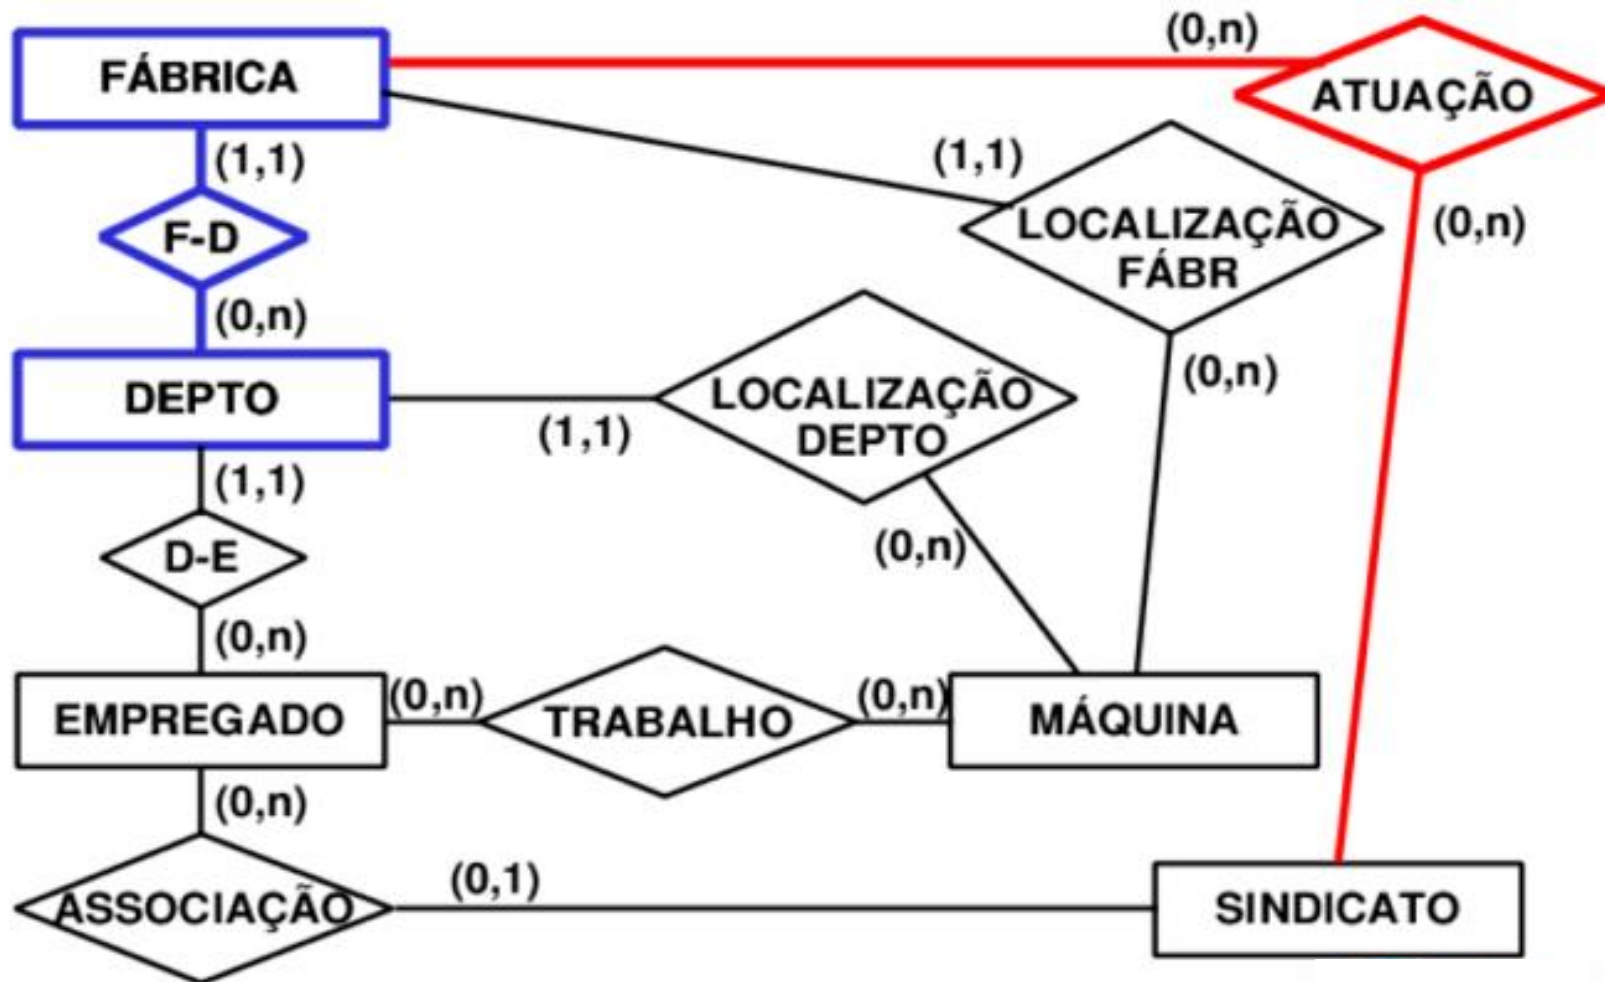 FÁBRICA
(0,n)
ATUAÇÃO
(1,1)
(1,1)
F-D
LOCALIZAÇÃO
FÁBR
(0,n)
(0,n)
(0,n)
DEPTO
LOCALIZAÇÃO
DEPTO
(1,1)
(1,1)
(0,n)
D-E
(0,n)
EMPREGADO
(0,n)
TRABALHO
(0,n)
MÁQUINA
(0,n)
ASSOCIAÇÃO
(0,1)
SINDICATO